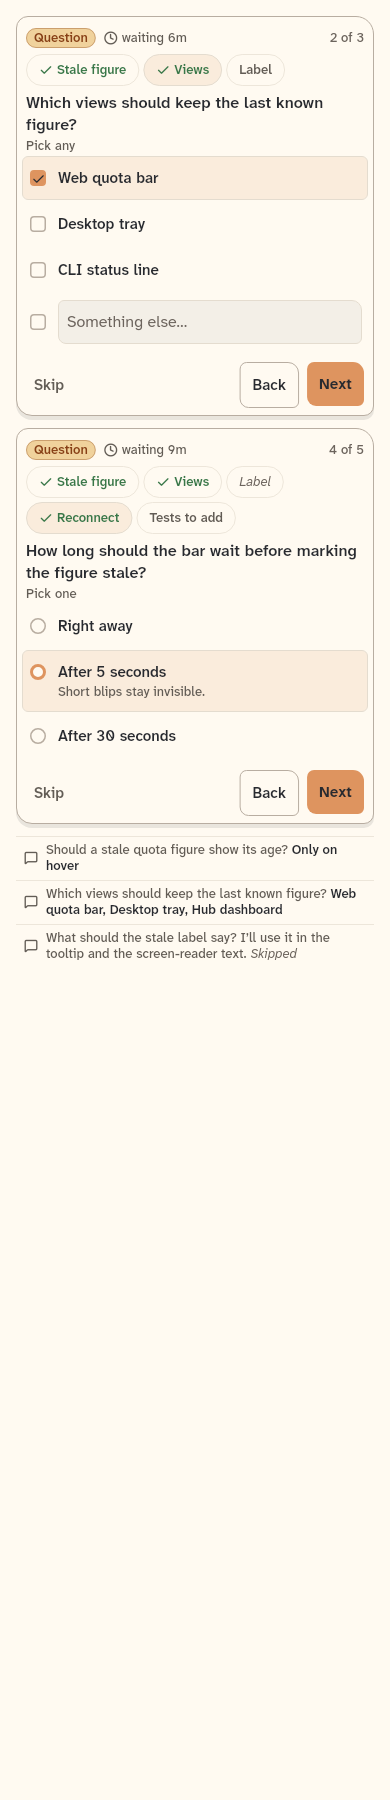 Question waiting 6m 2 of 3
Stale figure Views Label
Which views should keep the last known
figure?
Pick any
Web quota bar
Desktop tray
CLI status line
Something else...
Skip Back Next
Question waiting 9m 4 of 5
Stale figure Views Label
Reconnect Tests to add
How long should the bar wait before marking
the figure stale?
Pick one
Right away
After 5 seconds
Short blips stay invisible.
After 30 seconds
Skip Back Next
Should a stale quota figure show its age? Only on
hover
Which views should keep the last known figure? Web
quota bar, Desktop tray, Hub dashboard
What should the stale label say? I'll use it in the
tooltip and the screen-reader text. Skipped